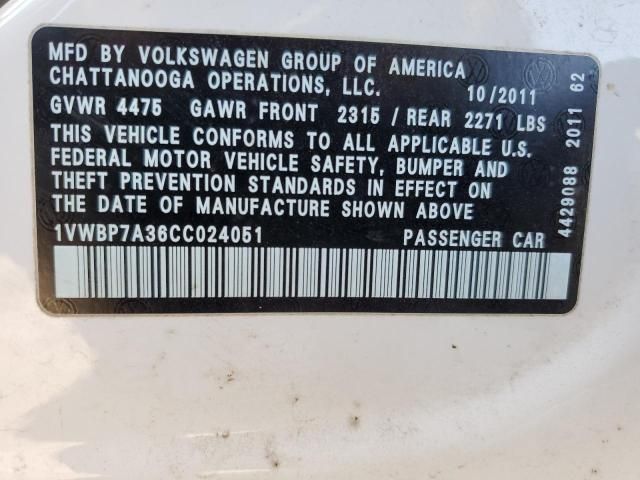 MFD BY VOLKSWAGEN GROUP OF AMERICA
CHATTANOOGA OPERATIONS, LLC. 10/2011
GVWR 4475 GAWR FRONT 2315 / REAR 2271 LBS
THIS VEHICLE CONFORMS TO ALL APPLICABLE U.S.
FEDERAL MOTOR VEHICLE SAFETY, BUMPER AND
THEFT PREVENTION STANDARDS IN EFFECT ON
THE DATE OF MANUFACTURE SHOWN ABOVE
1VWBP7A36CC024051 PASSENGER CAR
4429088 2011 62